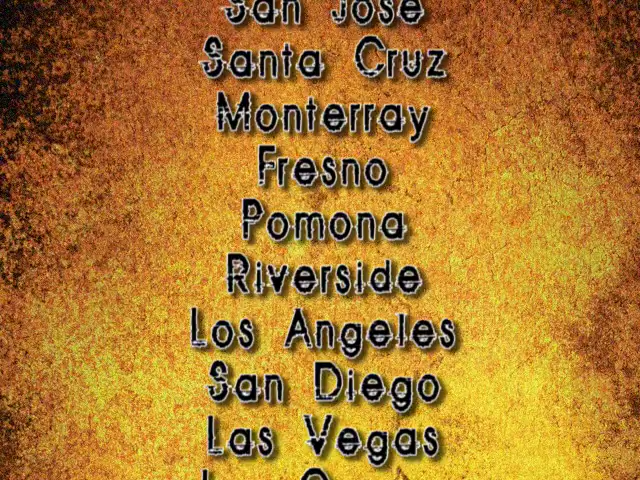 San Jose
Santa Cruz
Monterray
Fresno
Pomona
Riverside
Los Angeles
San Diego
Las Vegas